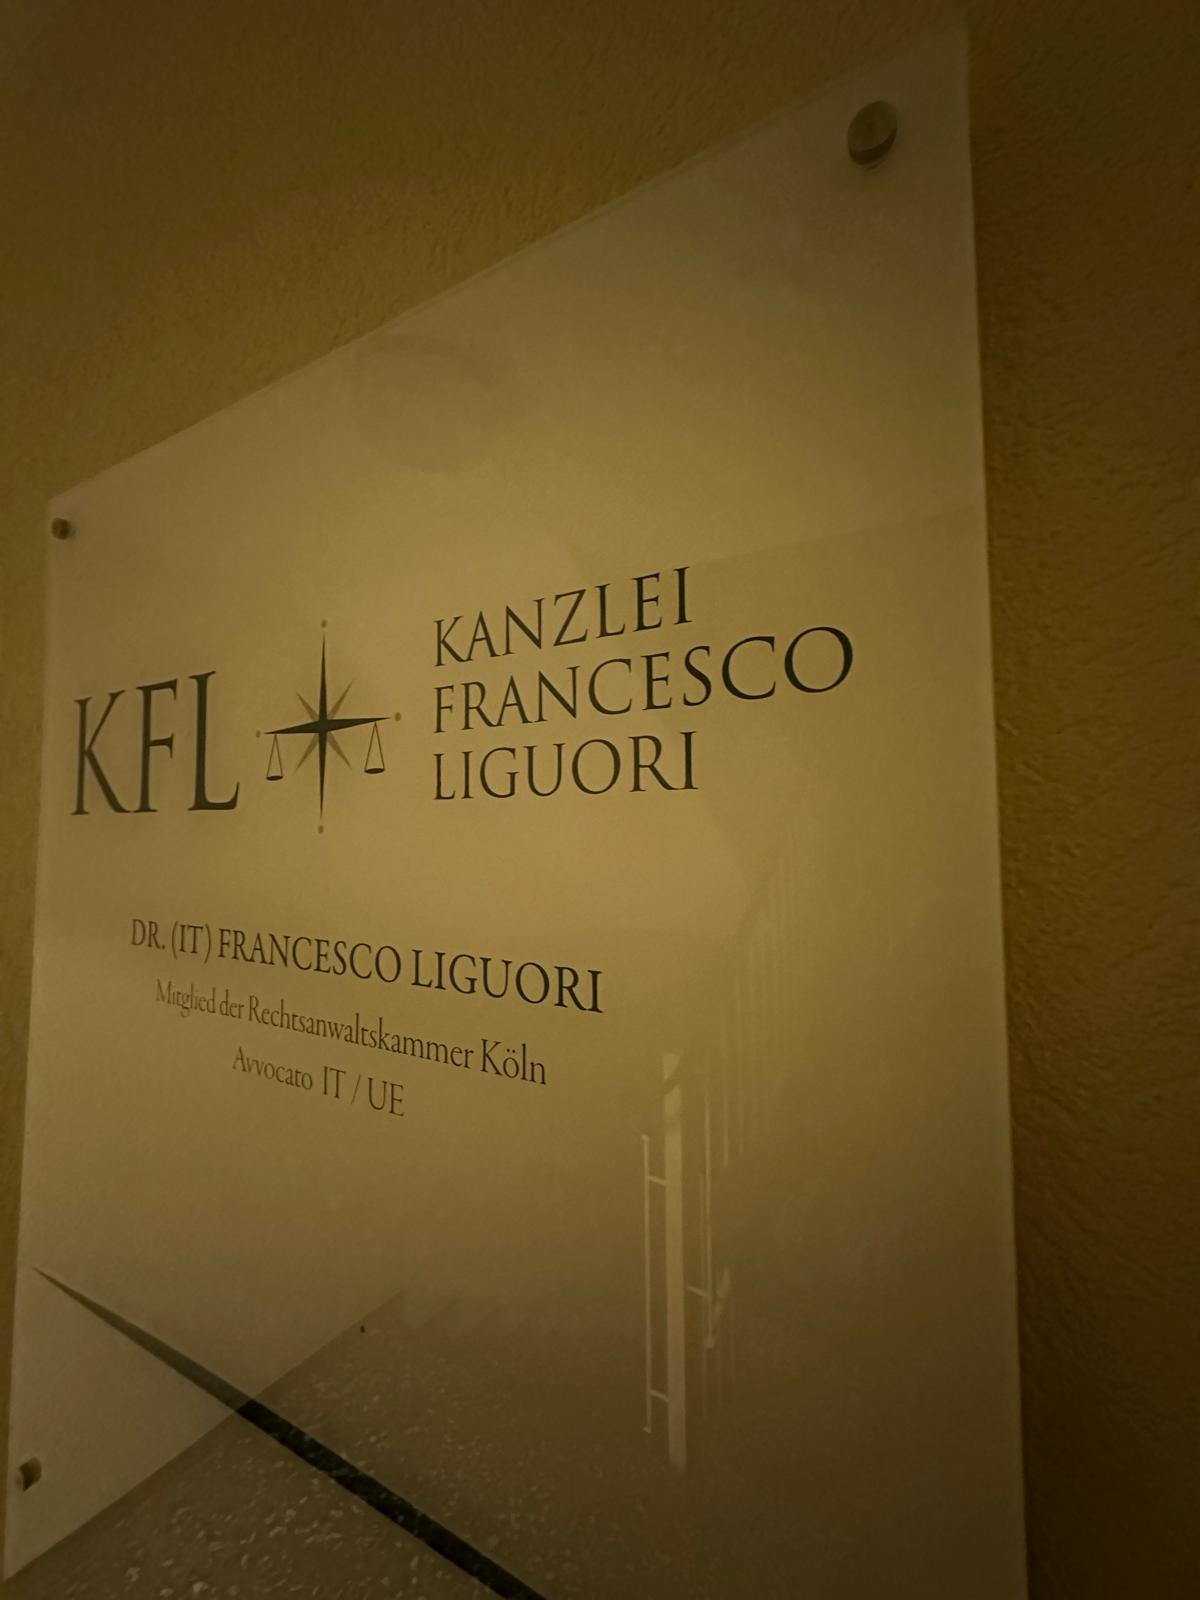 KFL
KANZLEI
FRANCESCO
LIGUORI
DR. (IT) FRANCESCO LIGUORI
Mitglied der Rechtsanwaltskammer Köln
Avvocato IT / UE